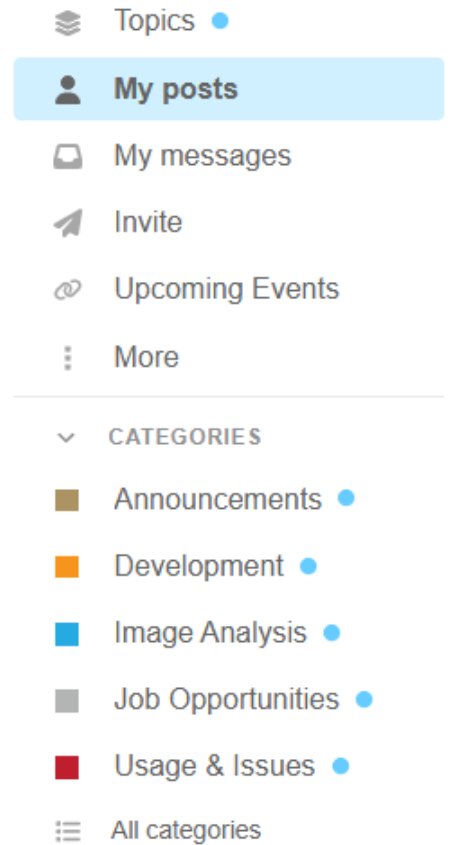 Topics
My posts
My messages
Invite
Upcoming Events
More
CATEGORIES
Announcements
Development
Image Analysis
Job Opportunities
Usage & Issues
All categories